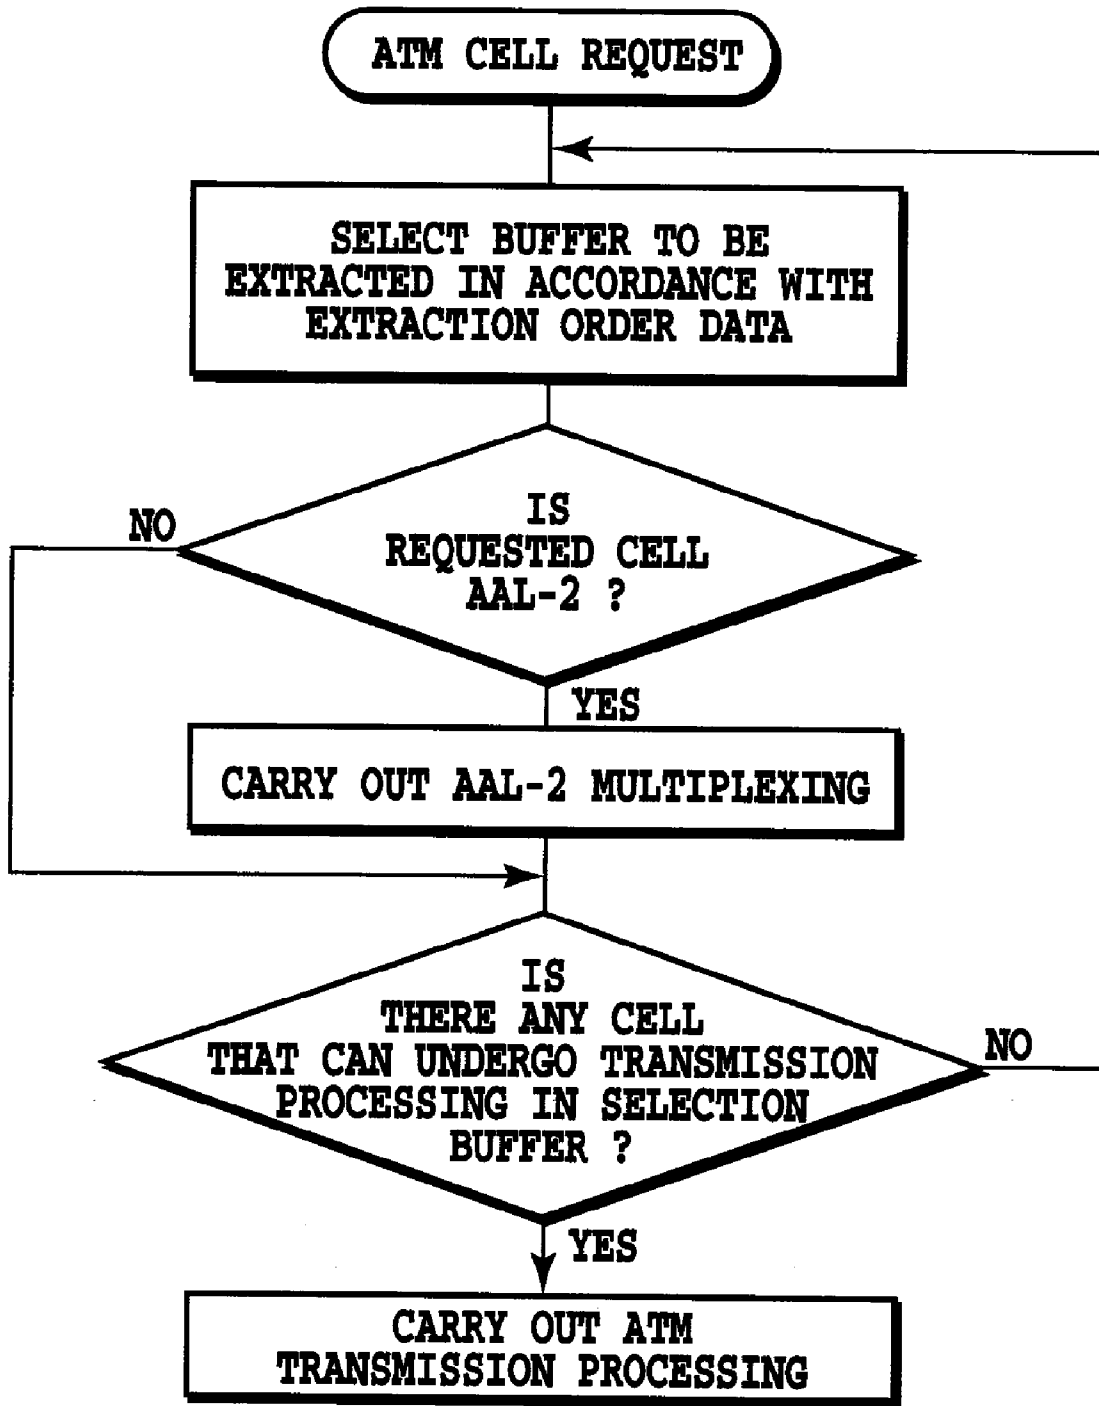 ATM CELL REQUEST
SELECT BUFFER TO BE
EXTRACTED IN ACCORDANCE WITH
EXTRACTION ORDER DATA
NO
IS
REQUESTED CELL
AAL-2 ?
YES
CARRY OUT AAL-2 MULTIPLEXING
IS
THERE ANY CELL
THAT CAN UNDERGO TRANSMISSION
PROCESSING IN SELECTION
BUFFER ?
NO
YES
CARRY OUT ATM
TRANSMISSION PROCESSING